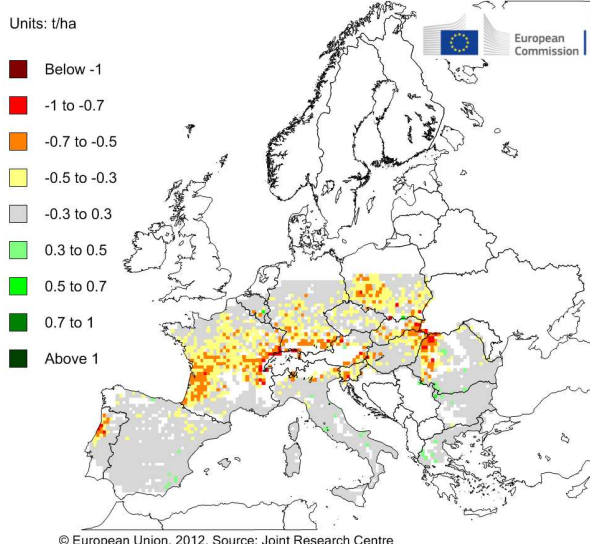 Units: t/ha
European
Commission
Below -1
-1 to -0.7
-0.7 to -0.5
-0.5 to -0.3
-0.3 to 0.3
0.3 to 0.5
0.5 to 0.7
0.7 to 1
Above 1
© European Union, 2012. Source: Joint Research Centre